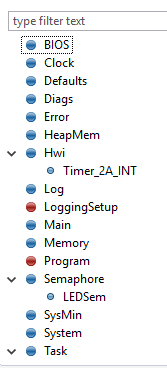 type filter text
BIOS
Clock
Defaults
Diags
Error
HeapMem
Hwi
Timer_2A_INT
Log
LoggingSetup
Main
Memory
Program
Semaphore
LEDSem
SysMin
System
Task